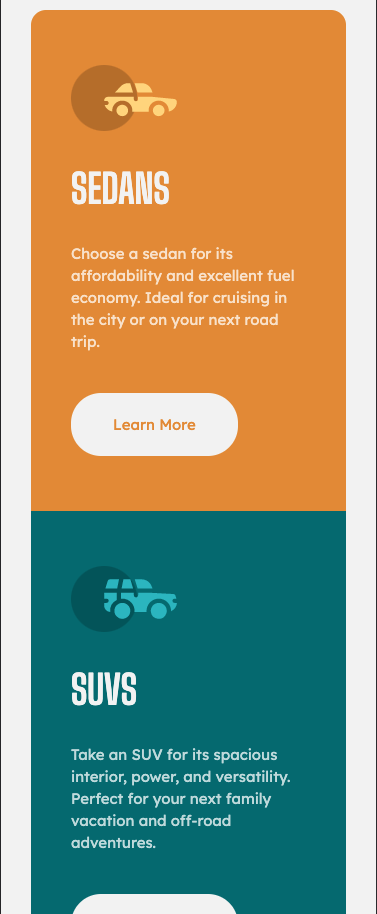 SEDANS
Choose a sedan for its
affordability and excellent fuel
economy. Ideal for cruising in
the city or on your next road
trip.
Learn More
SUVS
Take an SUV for its spacious
interior, power, and versatility.
Perfect for your next family
vacation and off-road
adventures.